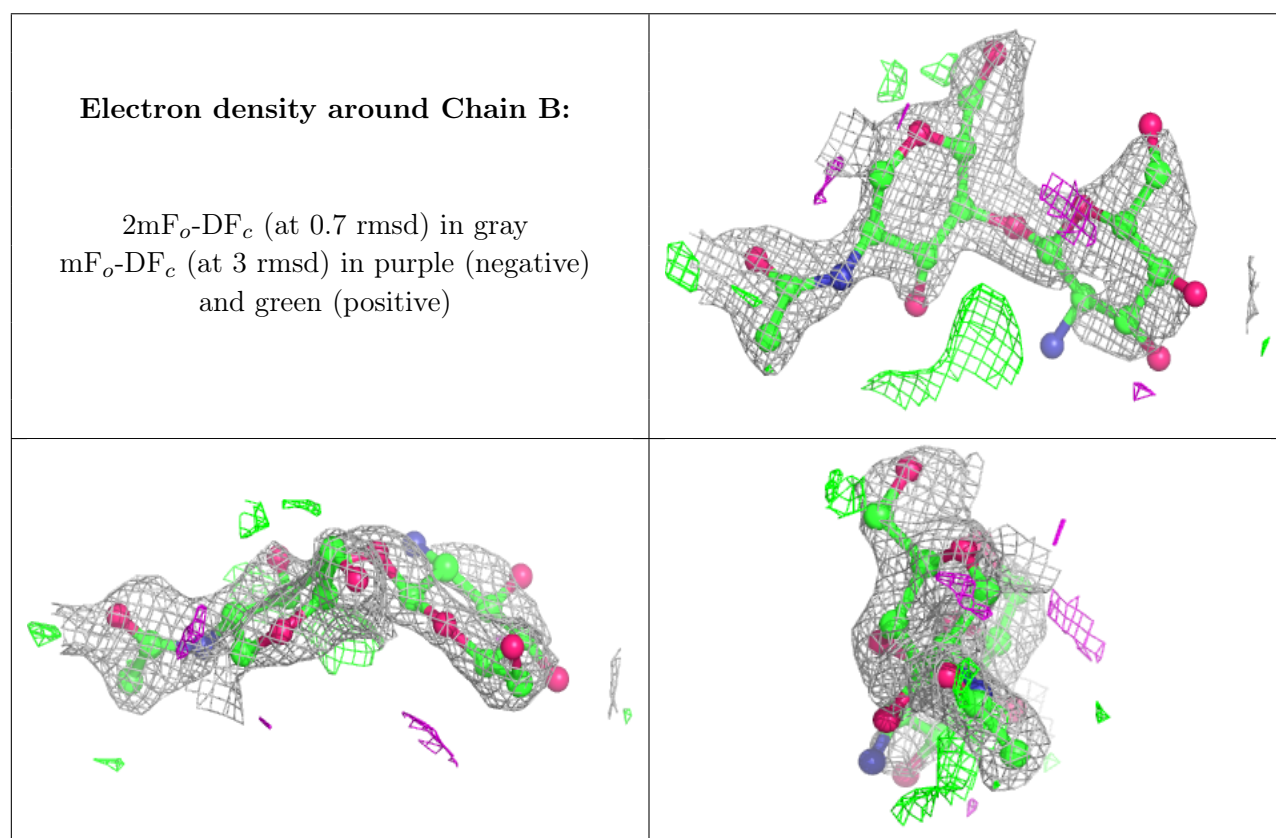 Electron density around Chain B:
2mFₒ-DF𝑐 (at 0.7 rmsd) in gray
mFₒ-DF𝑐 (at 3 rmsd) in purple (negative)
and green (positive)